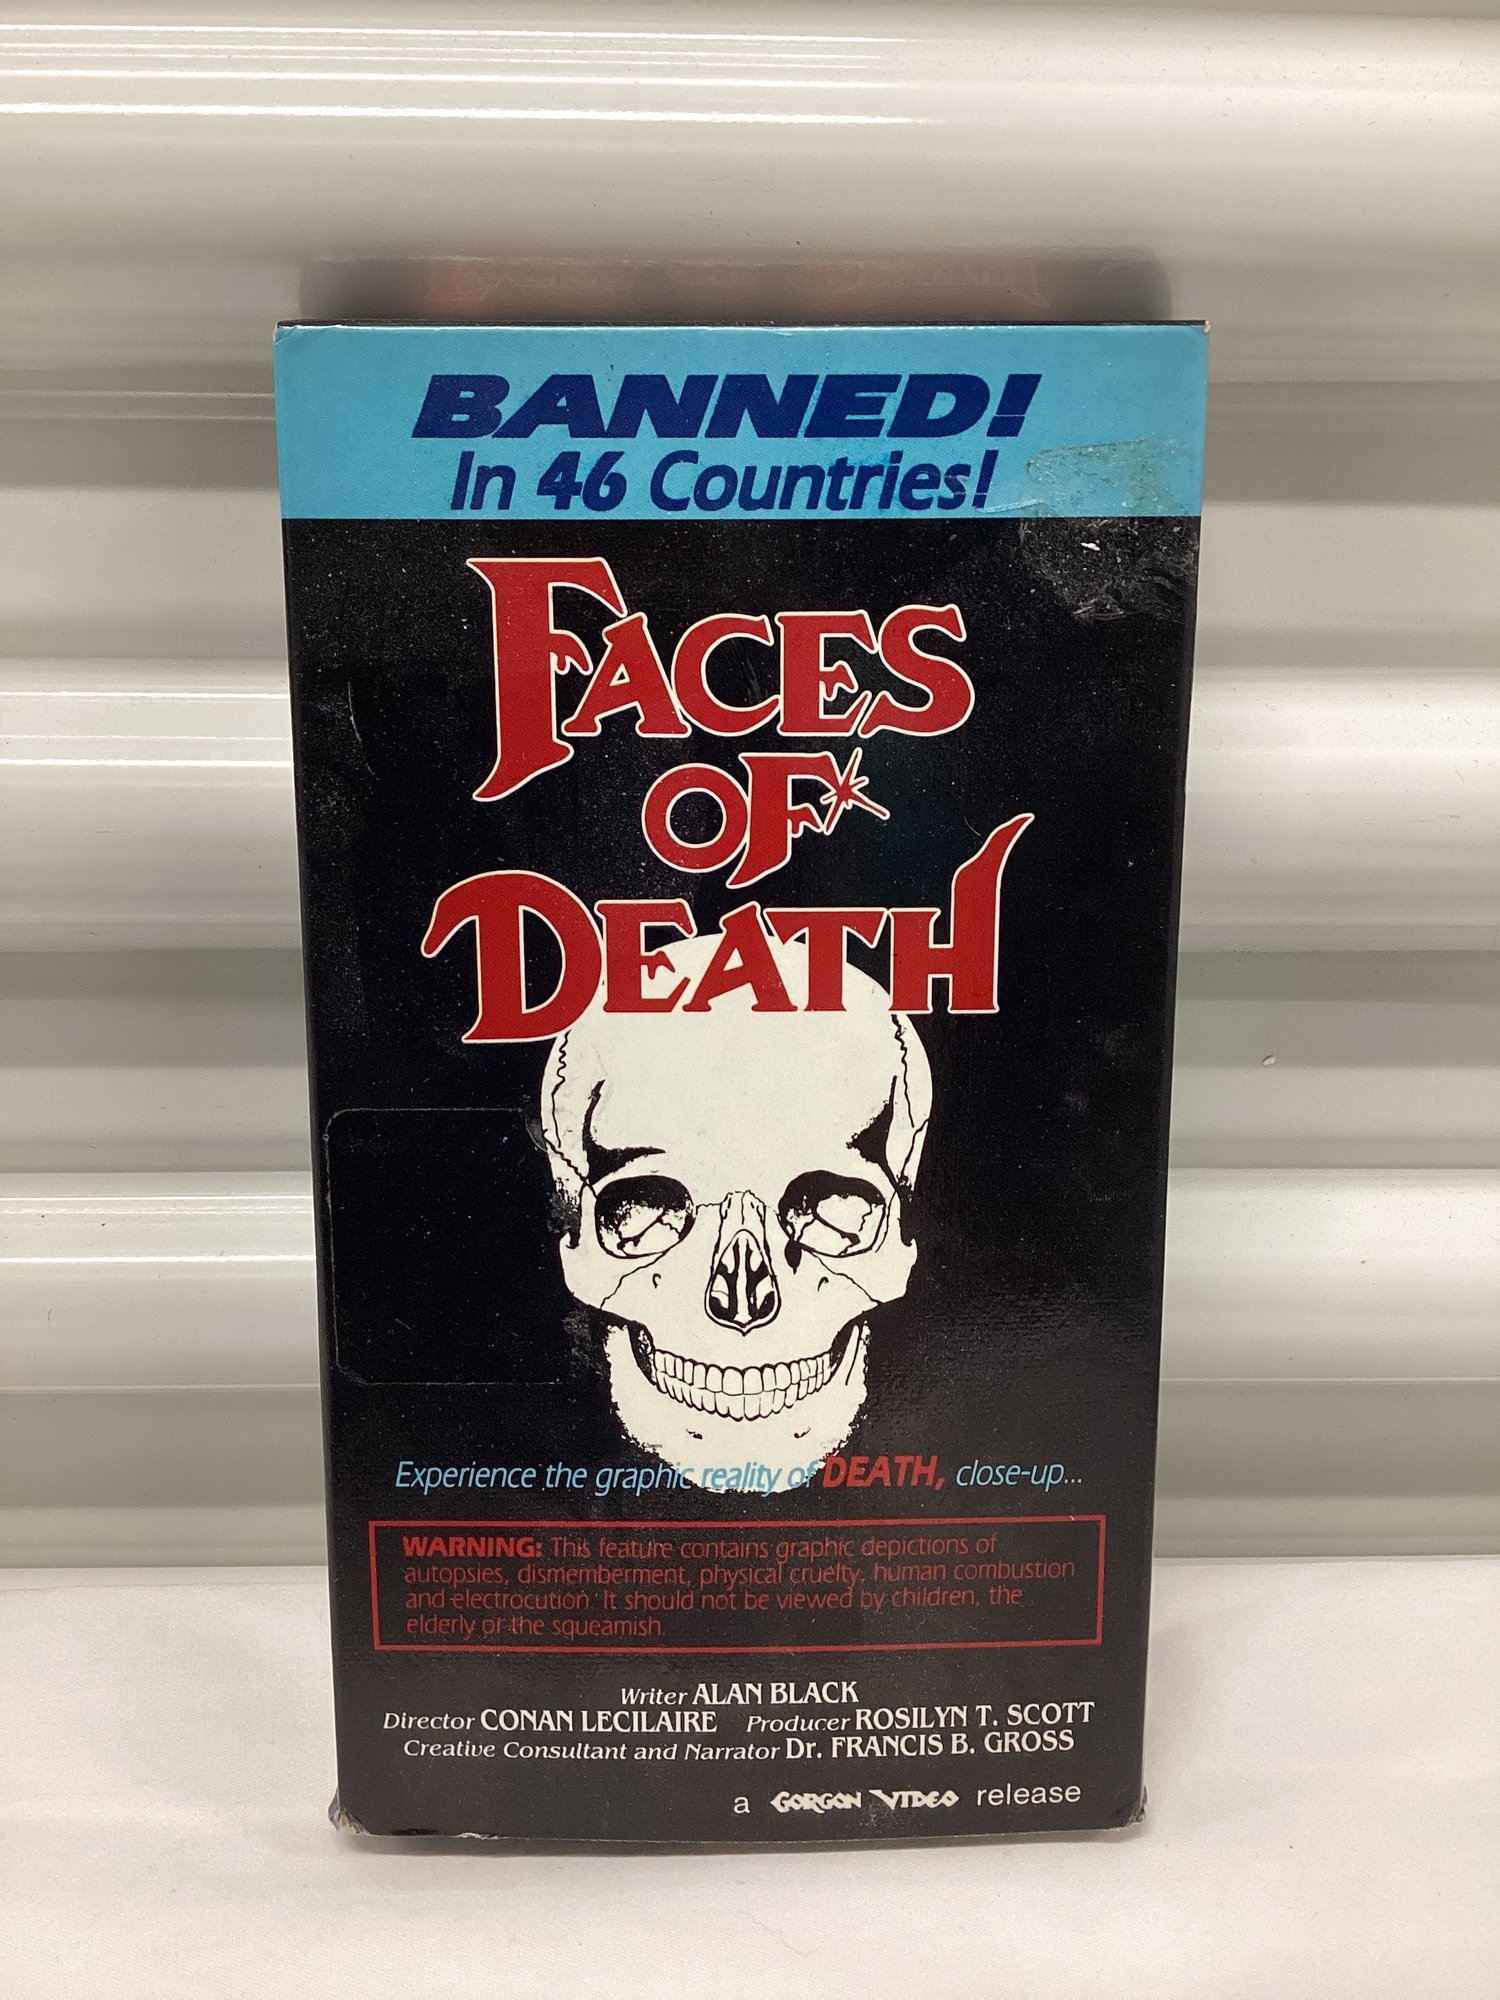 BANNED!
In 46 Countries!
FACES
OF
DEATH
Experience the graphic reality of DEATH, close-up...
WARNING: This feature contains graphic depictions of
autopsies, dismemberment, physical cruelty, human combustion
and electrocution. It should not be viewed by children, the
elderly or the squeamish.
Writer ALAN BLACK
Director CONAN LECILAIRE Producer ROSILYN T. SCOTT
Creative Consultant and Narrator Dr. FRANCIS B. GROSS
a GORGON VIDEO release